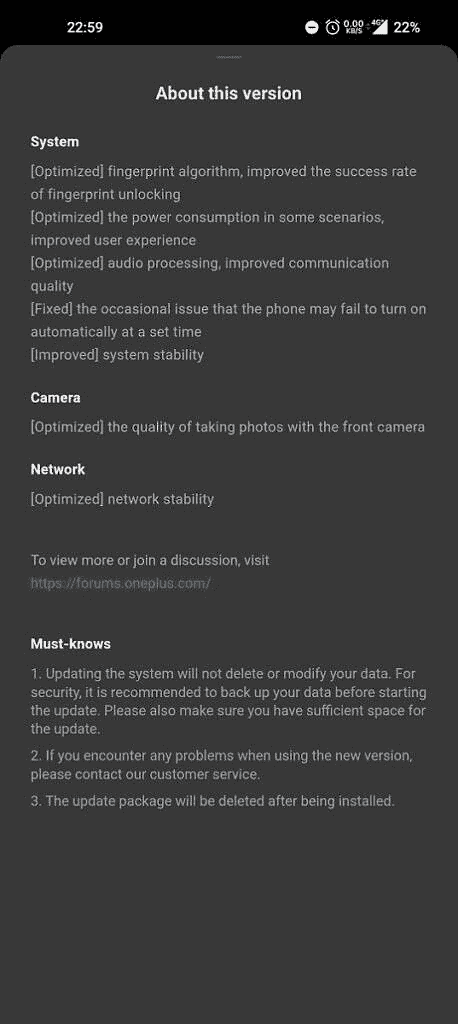 22:59
0.00 KB/S 4G+ 22%
About this version
System
[Optimized] fingerprint algorithm, improved the success rate
of fingerprint unlocking
[Optimized] the power consumption in some scenarios,
improved user experience
[Optimized] audio processing, improved communication
quality
[Fixed] the occasional issue that the phone may fail to turn on
automatically at a set time
[Improved] system stability
Camera
[Optimized] the quality of taking photos with the front camera
Network
[Optimized] network stability
To view more or join a discussion, visit
https://forums.oneplus.com/
Must-knows
1. Updating the system will not delete or modify your data. For
security, it is recommended to back up your data before starting
the update. Please also make sure you have sufficient space for
the update.
2. If you encounter any problems when using the new version,
please contact our customer service.
3. The update package will be deleted after being installed.